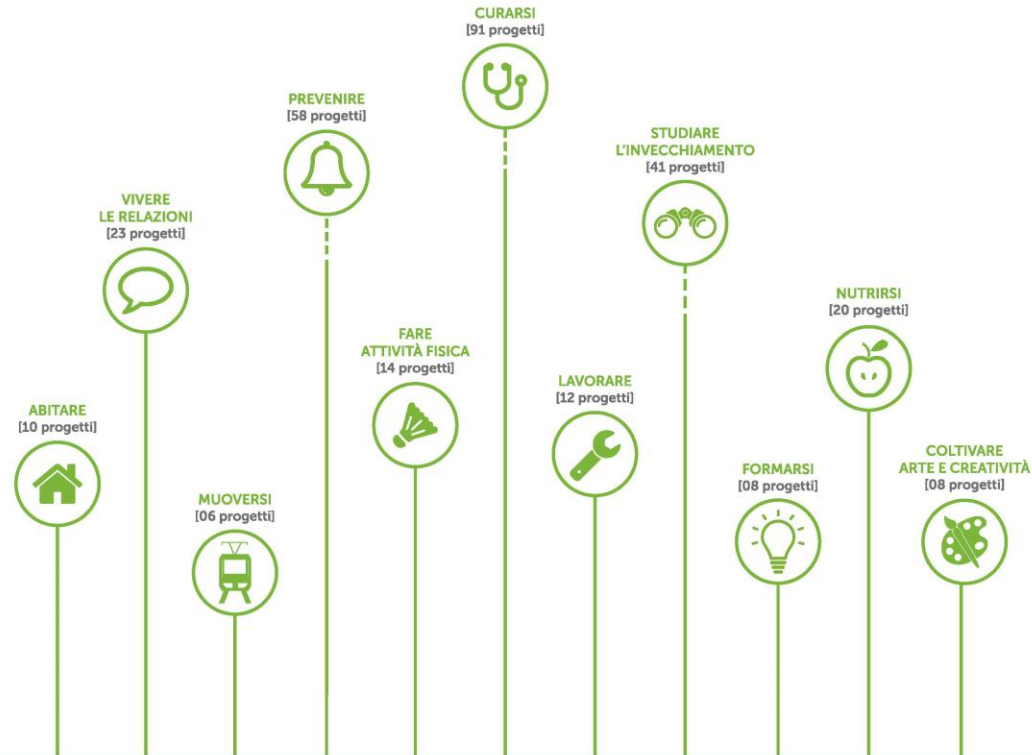 ABITARE
[10 progetti]
VIVERE
LE RELAZIONI
[23 progetti]
MUOVERSI
[06 progetti]
PREVENIRE
[58 progetti]
FARE
ATTIVITÀ FISICA
[14 progetti]
CURARSI
[91 progetti]
LAVORARE
[12 progetti]
STUDIARE
L'INVECCHIAMENTO
[41 progetti]
FORMARSI
[08 progetti]
NUTRIRSI
[20 progetti]
COLTIVARE
ARTE E CREATIVITÀ
[08 progetti]